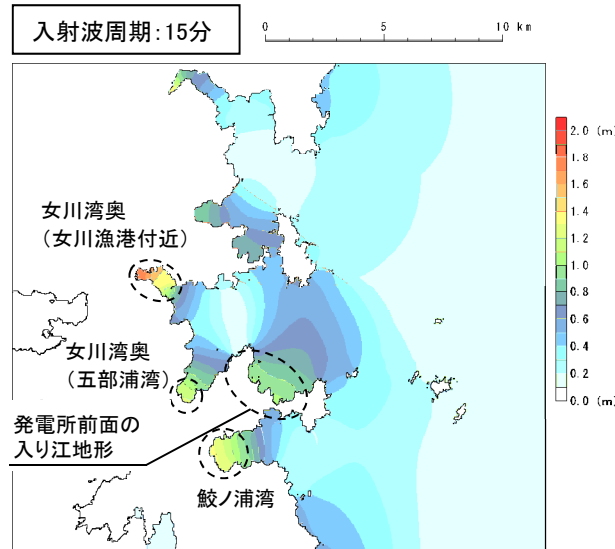 入射波周期:15分
0 5 10 km
2.0 (m)
1.8
1.6
1.4
1.2
1.0
0.8
0.6
0.4
0.2
0.0 (m)
女川湾奥
(女川漁港付近)
女川湾奥
(五部浦湾)
発電所前面の
入り江地形
鮫ノ浦湾